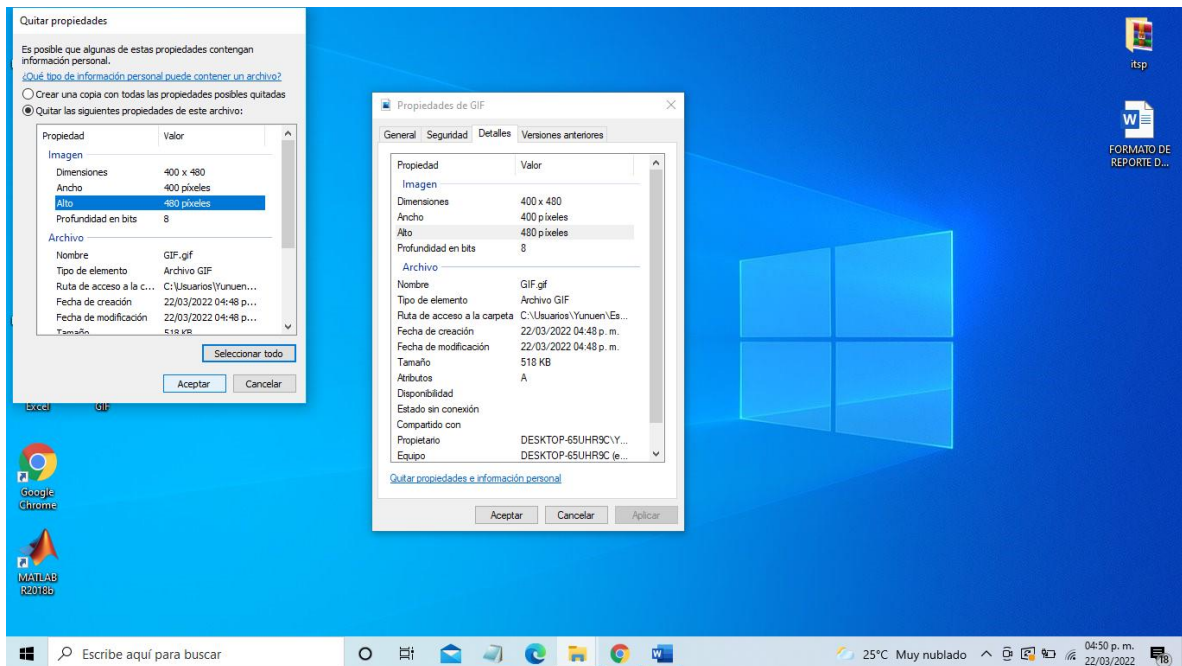 Quitar propiedades
Es posible que algunas de estas propiedades contengan
información personal.
¿Qué tipo de información personal puede contener un archivo?
Crear una copia con todas las propiedades posibles quitadas
Quitar las siguientes propiedades de este archivo:
Propiedad Valor
Imagen
Dimensiones 400 x 480
Ancho 400 píxeles
Alto 480 píxeles
Profundidad en bits 8
Archivo
Nombre GIF.gif
Tipo de elemento Archivo GIF
Ruta de acceso a la c... C:\Usuarios\Yunuen...
Fecha de creación 22/03/2022 04:48 p...
Fecha de modificación 22/03/2022 04:48 p...
Tamaño 518 KB
Seleccionar todo
Aceptar Cancelar
Excel GIF
Google
Chrome
MATLAB
R2018b
Propiedades de GIF
General Seguridad Detalles Versiones anteriores
Propiedad Valor
Imagen
Dimensiones 400 x 480
Ancho 400 píxeles
Alto 480 píxeles
Profundidad en bits 8
Archivo
Nombre GIF.gif
Tipo de elemento Archivo GIF
Ruta de acceso a la carpeta C:\Usuarios\Yunuen\Es...
Fecha de creación 22/03/2022 04:48 p. m.
Fecha de modificación 22/03/2022 04:48 p. m.
Tamaño 518 KB
Atributos A
Disponibilidad
Estado sin conexión
Compartido con
Propietario DESKTOP-65UHR9C\Y...
Equipo DESKTOP-65UHR9C (e...
Quitar propiedades e información personal
Aceptar Cancelar Aplicar
itsp
FORMATO DE
REPORTE D...
Escribe aquí para buscar
25°C Muy nublado
04:50 p. m.
22/03/2022
18